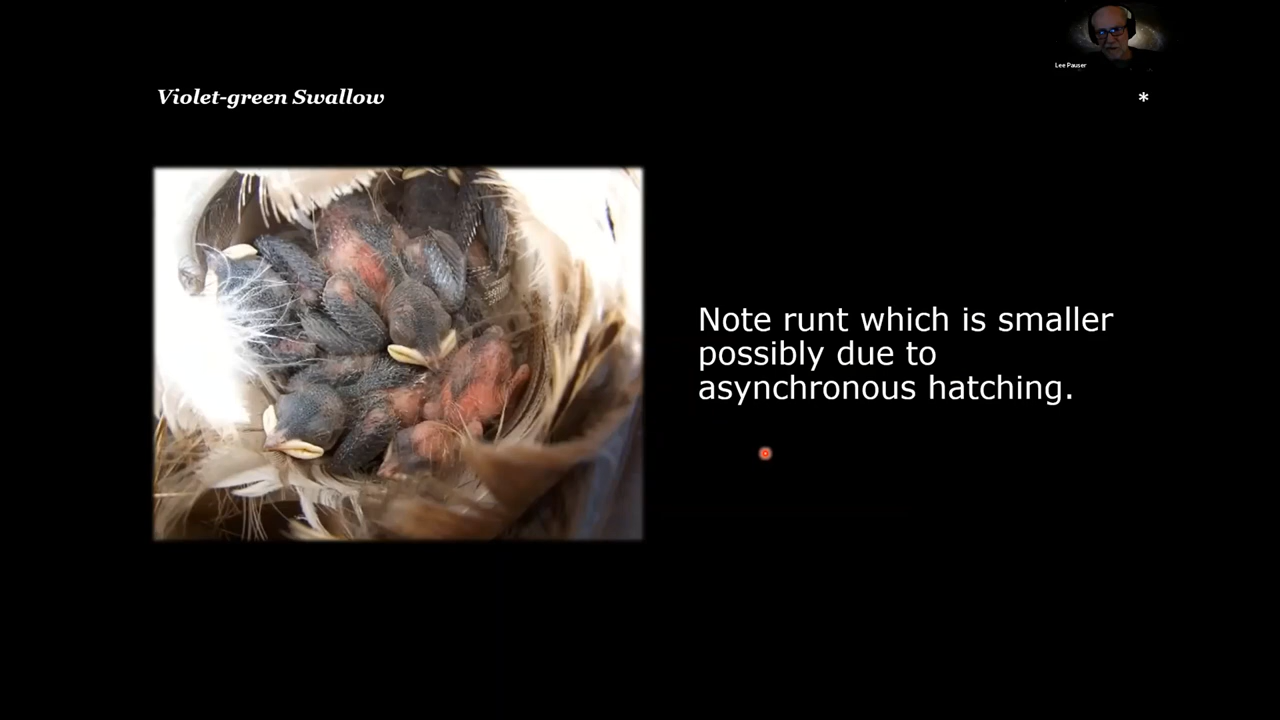 Lee Pauser
Violet-green Swallow
*
Note runt which is smaller
possibly due to
asynchronous hatching.